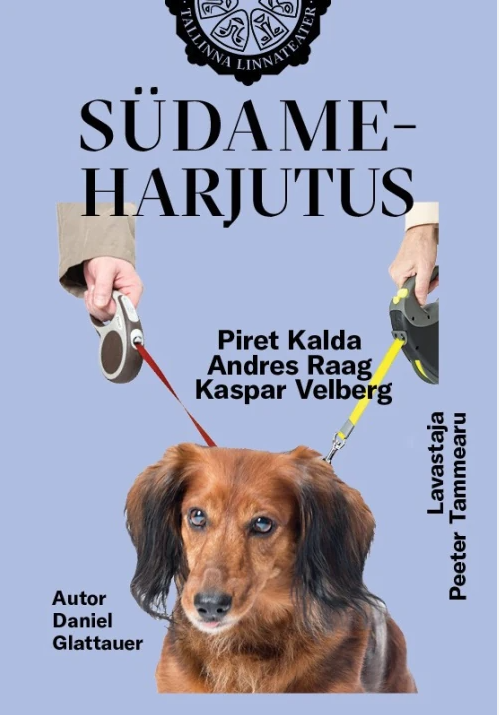 · TALLINNA LINNATEATER ·
SÜDAME-
HARJUTUS
Piret Kalda
Andres Raag
Kaspar Velberg
Lavastaja
Peeter Tammearu
Autor
Daniel
Glattauer